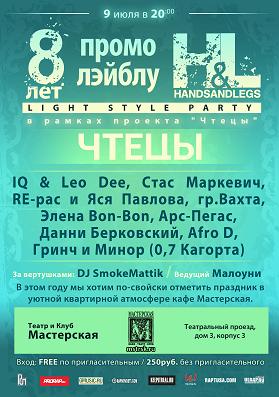 9 июля в 20:00
8 лет
промо лэйблу
H&L
HANDSANDLEGS
LIGHT STYLE PARTY
в рамках проекта "Чтецы"
ЧТЕЦЫ
IQ & Leo Dee, Стас Маркевич,
RE-pac и Яся Павлова, гр.Вахта,
Элена Bon-Bon, Арс-Пегас,
Данни Берковский, Afro D,
Гринч и Минор (0,7 Кагорта)
За вертушками: DJ SmokeMattik / Ведущий Малоуни
В этом году мы хотим по-свойски отметить праздник в
уютной квартирной атмосфере кафе Мастерская.
Театр и Клуб
Мастерская
МАСТЕРСКАЯ
mstrsk.ru
Театральный проезд,
дом 3, корпус 3
Вход: FREE по пригласительным / 250руб. без пригласительного